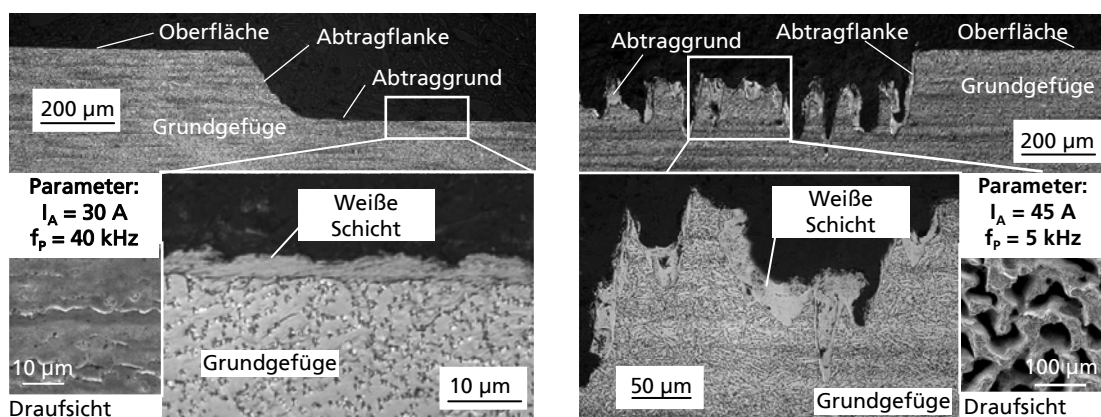 Oberfläche
Abtragflanke
Abtraggrund
200 µm
Grundgefüge
Parameter:
I_A = 30 A
f_P = 40 kHz
Weiße
Schicht
Grundgefüge
10 µm
10 µm
Draufsicht
Abtraggrund
Abtragflanke
Oberfläche
Grundgefüge
200 µm
Weiße
Schicht
50 µm
Grundgefüge
Parameter:
I_A = 45 A
f_P = 5 kHz
100 µm
Draufsicht